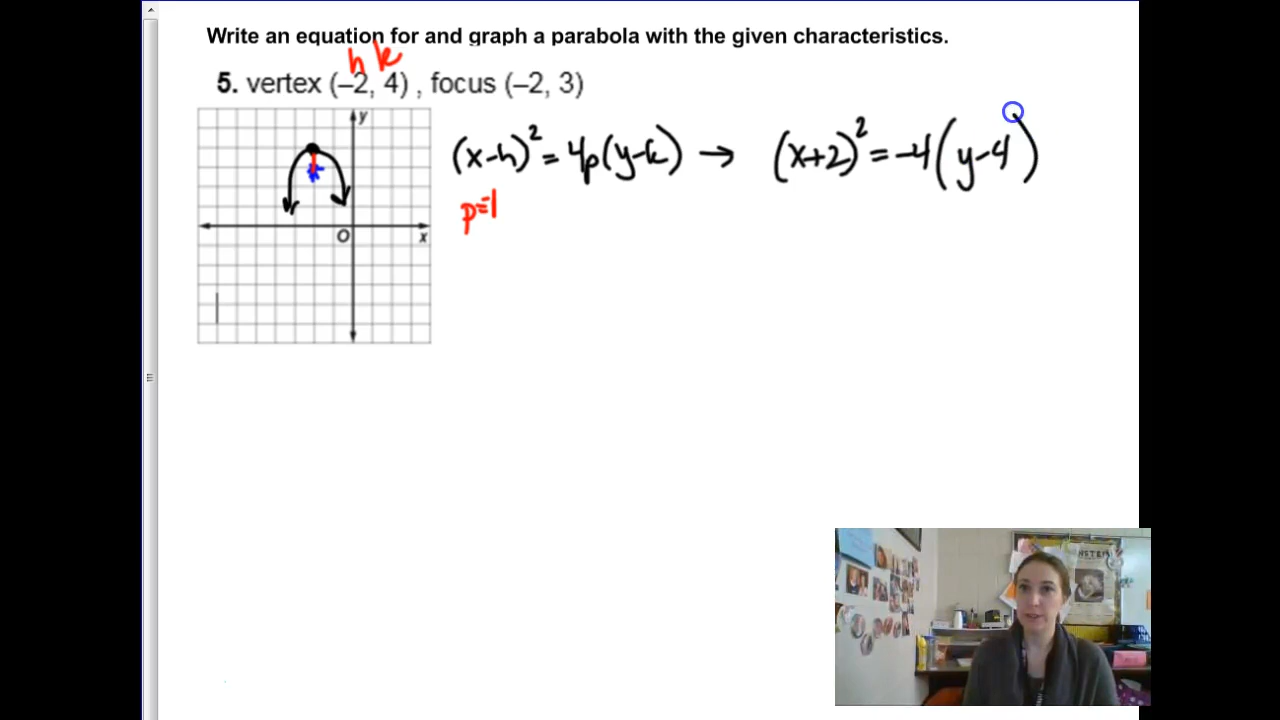 Write an equation for and graph a parabola with the given characteristics.
h k
5. vertex (–2, 4) , focus (–2, 3)
y
(x-h)² = 4p(y-k) → (x+2)² = -4(y-4)
p=-1
O
x
NSTE